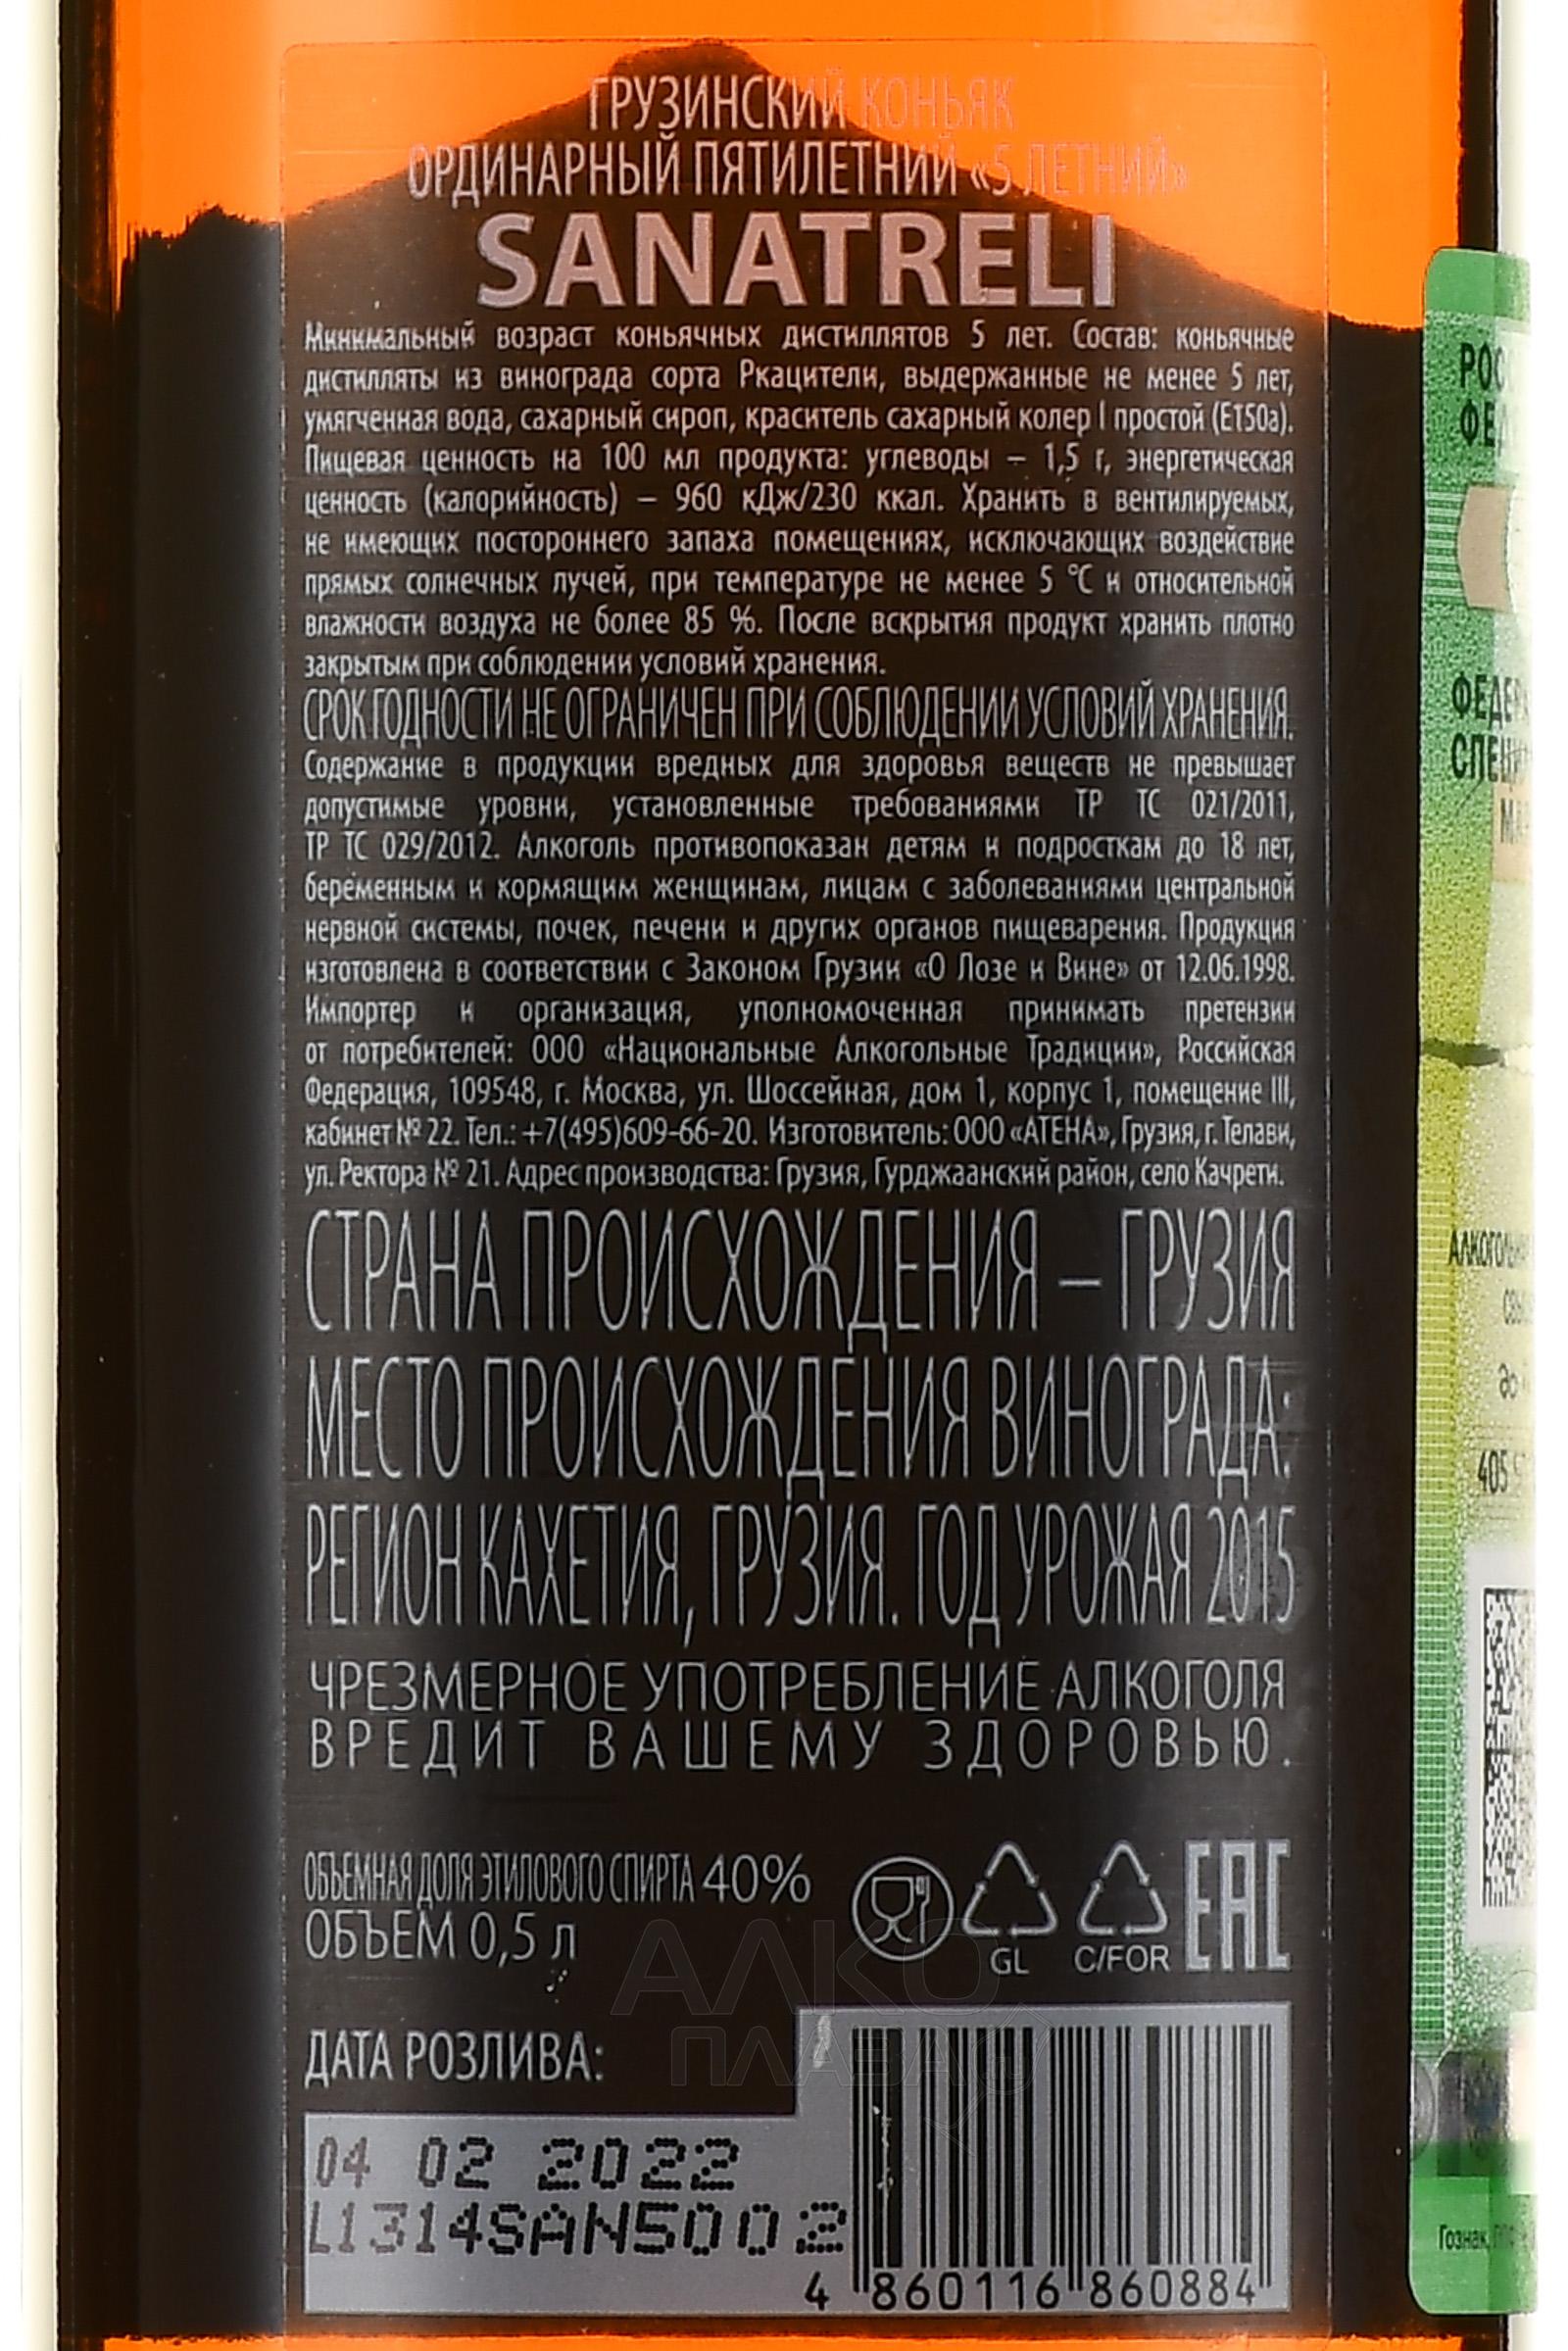 ГРУЗИНСКИЙ КОНЬЯК
ОРДИНАРНЫЙ ПЯТИЛЕТНИЙ «5 ЛЕТНИЙ»
SANATRELI
Минимальный возраст коньячных дистиллятов 5 лет. Состав: коньячные
дистилляты из винограда сорта Ркацители, выдержанные не менее 5 лет,
умягченная вода, сахарный сироп, краситель сахарный колер I простой (Е150а).
Пищевая ценность на 100 мл продукта: углеводы – 1,5 г, энергетическая
ценность (калорийность) – 960 кДж/230 ккал. Хранить в вентилируемых,
не имеющих постороннего запаха помещениях, исключающих воздействие
прямых солнечных лучей, при температуре не менее 5 °С и относительной
влажности воздуха не более 85 %. После вскрытия продукт хранить плотно
закрытым при соблюдении условий хранения.
СРОК ГОДНОСТИ НЕ ОГРАНИЧЕН ПРИ СОБЛЮДЕНИИ УСЛОВИЙ ХРАНЕНИЯ.
Содержание в продукции вредных для здоровья веществ не превышает
допустимые уровни, установленные требованиями ТР ТС 021/2011,
ТР ТС 029/2012. Алкоголь противопоказан детям и подросткам до 18 лет,
беременным и кормящим женщинам, лицам с заболеваниями центральной
нервной системы, почек, печени и других органов пищеварения. Продукция
изготовлена в соответствии с Законом Грузии «О Лозе и Вине» от 12.06.1998.
Импортер и организация, уполномоченная принимать претензии
от потребителей: ООО «Национальные Алкогольные Традиции», Российская
Федерация, 109548, г. Москва, ул. Шоссейная, дом 1, корпус 1, помещение III,
кабинет № 22. Тел.: +7(495)609-66-20. Изготовитель: ООО «АТЕНА», Грузия, г. Телави,
ул. Ректора № 21. Адрес производства: Грузия, Гурджаанский район, село Качрети.
СТРАНА ПРОИСХОЖДЕНИЯ – ГРУЗИЯ
МЕСТО ПРОИСХОЖДЕНИЯ ВИНОГРАДА:
РЕГИОН КАХЕТИЯ, ГРУЗИЯ. ГОД УРОЖАЯ 2015
ЧРЕЗМЕРНОЕ УПОТРЕБЛЕНИЕ АЛКОГОЛЯ
ВРЕДИТ ВАШЕМУ ЗДОРОВЬЮ.
ОБЪЕМНАЯ ДОЛЯ ЭТИЛОВОГО СПИРТА 40%
ОБЪЕМ 0,5 л
GL
C/FOR
EAC
АЛКО
ПЛАЗА
ДАТА РОЗЛИВА:
04 02 2022
L1314SAN5002
4 860116 860884
405
Гознак,